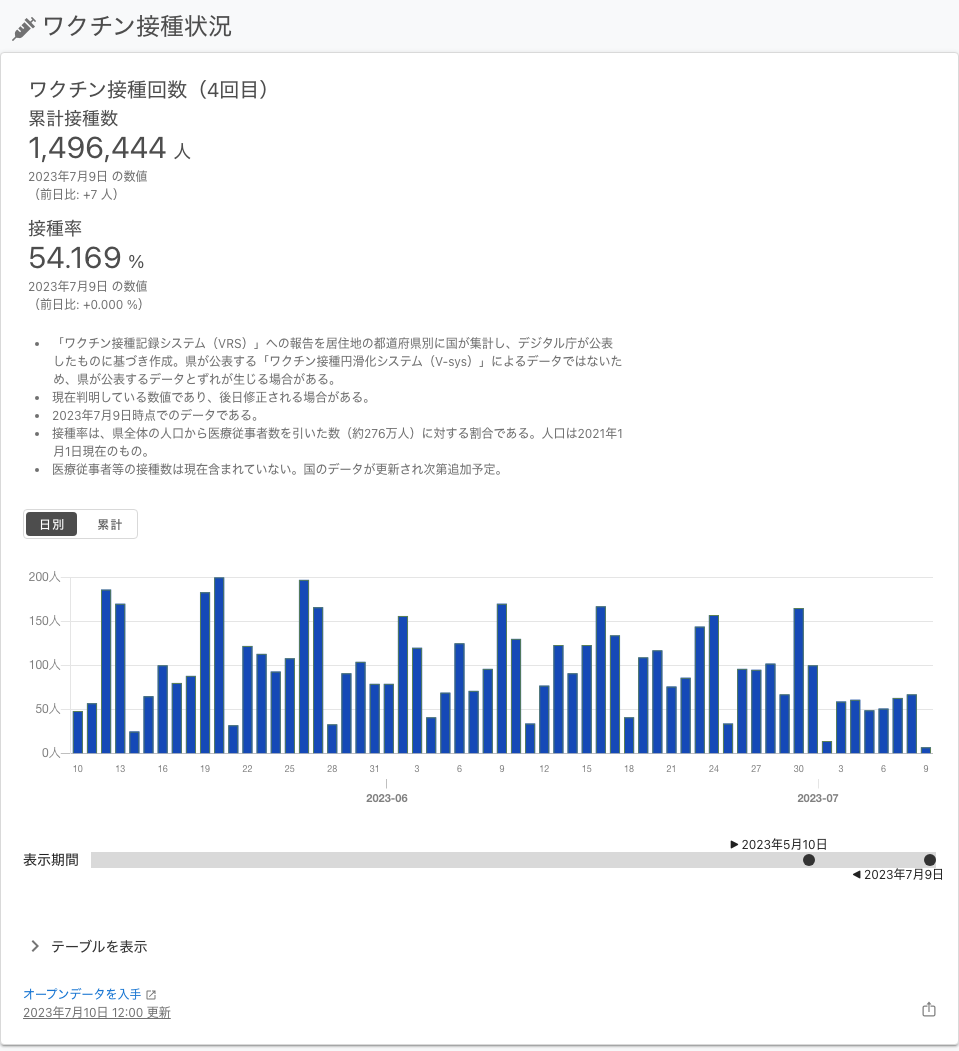 ワクチン接種状況
ワクチン接種回数（4回目）
累計接種数
1,496,444 人
2023年7月9日 の数値
（前日比: +7 人）
接種率
54.169 %
2023年7月9日 の数値
（前日比: +0.000 %）
• 「ワクチン接種記録システム（VRS）」への報告を居住地の都道府県別に国が集計し、デジタル庁が公表
したものに基づき作成。県が公表する「ワクチン接種円滑化システム（V-sys）」によるデータではないた
め、県が公表するデータとずれが生じる場合がある。
• 現在判明している数値であり、後日修正される場合がある。
• 2023年7月9日時点でのデータである。
• 接種率は、県全体の人口から医療従事者数を引いた数（約276万人）に対する割合である。人口は2021年1
月1日現在のもの。
• 医療従事者等の接種数は現在含まれていない。国のデータが更新され次第追加予定。
日別 累計
200人
150人
100人
50人
0人
10 13 16 19 22 25 28 31 3 6 9 12 15 18 21 24 27 30 3 6 9
2023-06 2023-07
▶ 2023年5月10日
表示期間
◀ 2023年7月9日
テーブルを表示
オープンデータを入手
2023年7月10日 12:00 更新